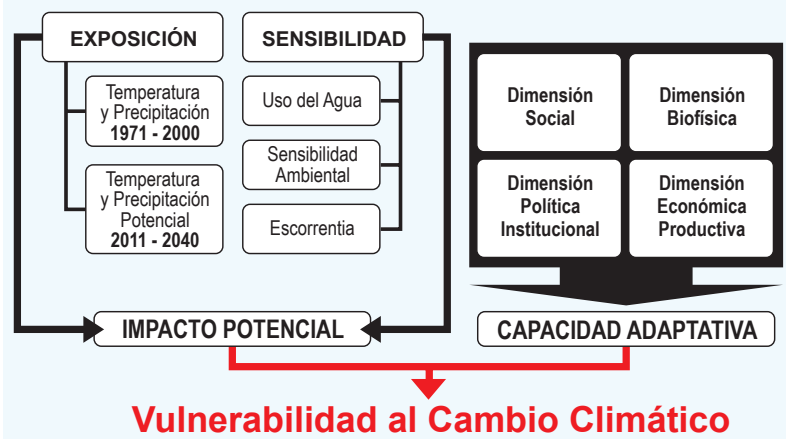 EXPOSICIÓN
Temperatura
y Precipitación
1971 - 2000
Temperatura
y Precipitación
Potencial
2011 - 2040
SENSIBILIDAD
Uso del Agua
Sensibilidad
Ambiental
Escorrentia
IMPACTO POTENCIAL
Dimensión
Social
Dimensión
Biofísica
Dimensión
Política
Institucional
Dimensión
Económica
Productiva
CAPACIDAD ADAPTATIVA
Vulnerabilidad al Cambio Climático